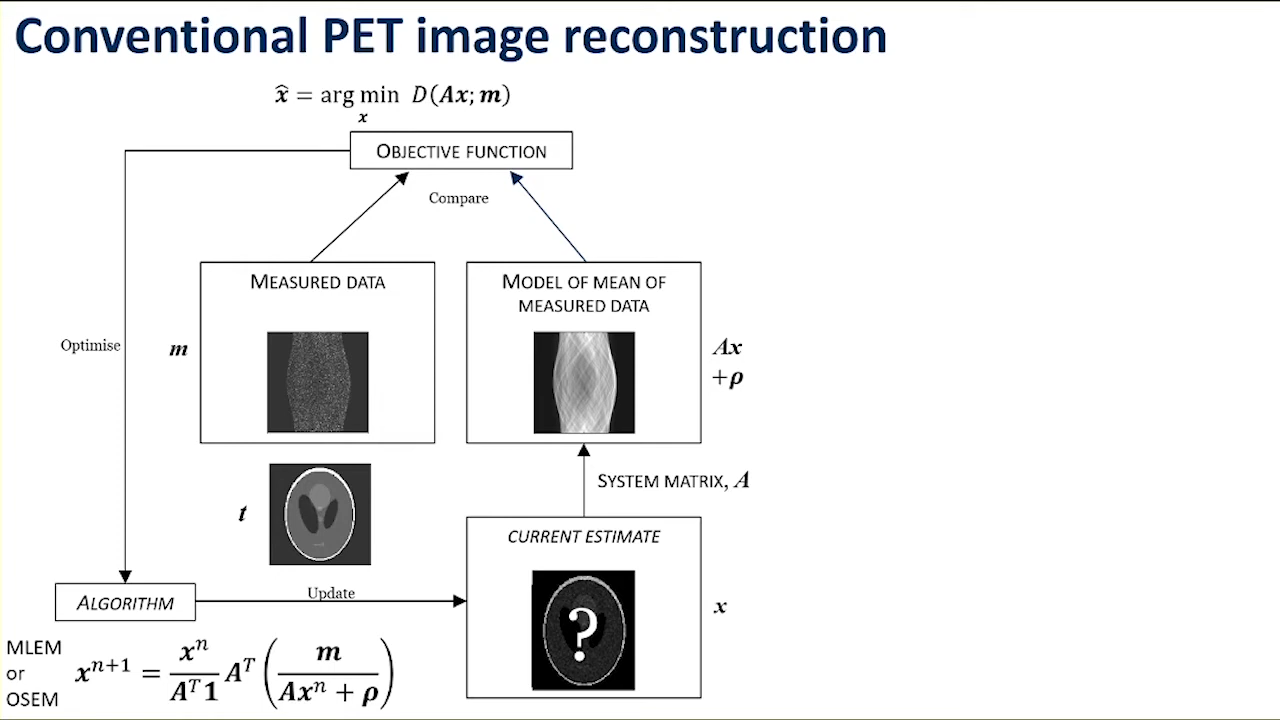 Conventional PET image reconstruction
x̂ = arg min D(Ax; m)
x
OBJECTIVE FUNCTION
Compare
MEASURED DATA
MODEL OF MEAN OF
MEASURED DATA
Optimise
m
Ax
+ρ
SYSTEM MATRIX, A
t
CURRENT ESTIMATE
?
x
ALGORITHM
Update
MLEM
or
OSEM
xⁿ⁺¹ = xⁿ / Aᵀ1 Aᵀ ( m / Axⁿ + ρ )